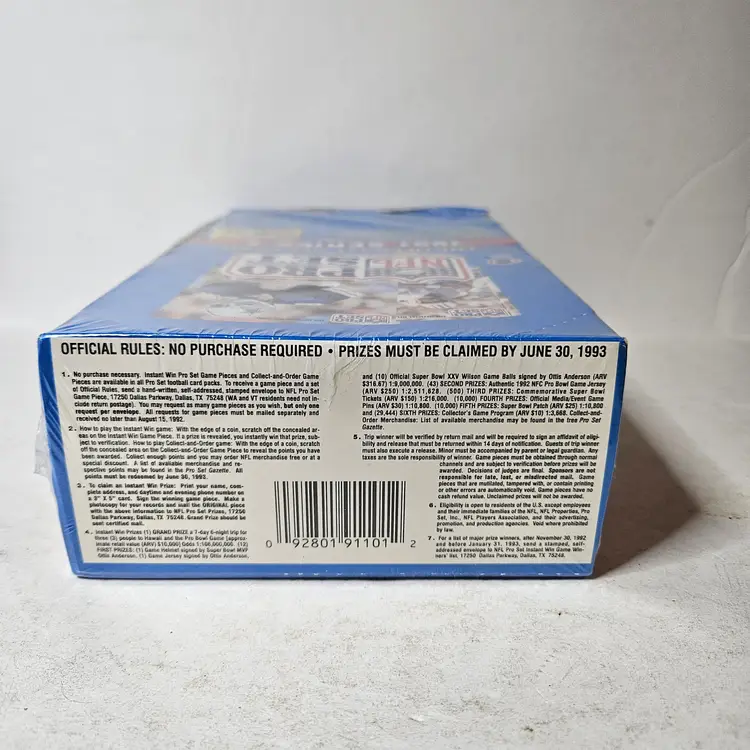 1991 SERIES
PRO SET
NFL
OFFICIAL RULES: NO PURCHASE REQUIRED • PRIZES MUST BE CLAIMED BY JUNE 30, 1993
1. No purchase necessary. Instant Win Pro Set Game Pieces and Collect-and-Order Game
Pieces are available in all Pro Set football card packs. To receive a game piece and a set
of Official Rules, send a hand-written, self-addressed, stamped envelope to NFL Pro Set
Game Piece, 17250 Dallas Parkway, Dallas, TX 75248 (WA and VT residents need not in-
clude return postage). You may request as many game pieces as you wish, but only one
request per envelope. All requests for game pieces must be mailed separately and
received no later than August 15, 1992.
2. How to play the Instant Win game: With the edge of a coin, scratch off the concealed ar-
eas on the Instant Win Game Piece. If a prize is revealed, you instantly win that prize, sub-
ject to verification. How to play Collect-and-Order game: With the edge of a coin, scratch
off the concealed area on the Collect-and-Order Game Piece to reveal the points you have
been awarded. Collect enough points and you may order NFL merchandise free or at a
special discount. A list of available merchandise and re-
spective points may be found in the Pro Set Gazette. All
points must be redeemed by June 30, 1993.
3. To claim an Instant Win Prize: Print your name, com-
plete address, and daytime and evening phone number on
a 3" X 5" card. Sign the winning game piece. Make a
photocopy for your records and mail the ORIGINAL piece
with the above information to NFL Pro Set Prizes, 17250
Dallas Parkway, Dallas, TX 75248. Grand Prize should be
sent certified mail.
4. Instant Win Prizes (1) GRAND PRIZE a 7-day 6-night trip for
three (3) people to Hawaii and the Pro Bowl Game [approx-
imate retail value (ARV) $10,000] Odds 1:108,000,000. (12)
FIRST PRIZES: (1) Game Helmet signed by Super Bowl MVP
Ottis Anderson, (1) Game Jersey signed by Ottis Anderson,
and (10) Official Super Bowl XXV Wilson Game Balls signed by Ottis Anderson (ARV
$316.67) 1:9,000,000. (43) SECOND PRIZES: Authentic 1992 NFC Pro Bowl Game Jersey
(ARV $250) 1:2,511,628. (500) THIRD PRIZES: Commemorative Super Bowl
Tickets (ARV $150) 1:216,000. (10,000) FOURTH PRIZES: Official Media/Event Game
Pins (ARV $30) 1:10,800. (10,000) FIFTH PRIZES: Super Bowl Patch (ARV $25) 1:10,800
and (29,444) SIXTH PRIZES: Collector's Game Program (ARV $10) 1:3,668. Collect-and-
Order Merchandise: List of available merchandise may be found in the free Pro Set
Gazette.
5. Trip winner will be verified by return mail and will be required to sign an affidavit of eligi-
bility and release that must be returned within 14 days of notification. Guests of trip winner
must also execute a release. Minor must be accompanied by parent or legal guardian. Any
taxes are the sole responsibility of winner. Game pieces must be obtained through normal
channels and are subject to verification before prizes will be
awarded. Decisions of judges are final. Sponsors are not
responsible for late, lost, or misdirected mail. Game
pieces that are mutilated, tampered with, or contain printing
or other errors are automatically void. Game pieces have no
cash refund value. Unclaimed prizes will not be awarded.
6. Eligibility is open to residents of the U.S. except employees
and their immediate families of the NFL, NFL Properties, Pro
Set, Inc., NFL Players Association, and their advertising,
promotion, and production agencies. Void where prohibited
by law.
7. For a list of major prize winners, after November 30, 1992
and before January 31, 1993, send a stamped, self-
addressed envelope to NFL Pro Set Instant Win Game Win-
ners' list, 17250 Dallas Parkway, Dallas, TX 75248.
0 92801 91101 2